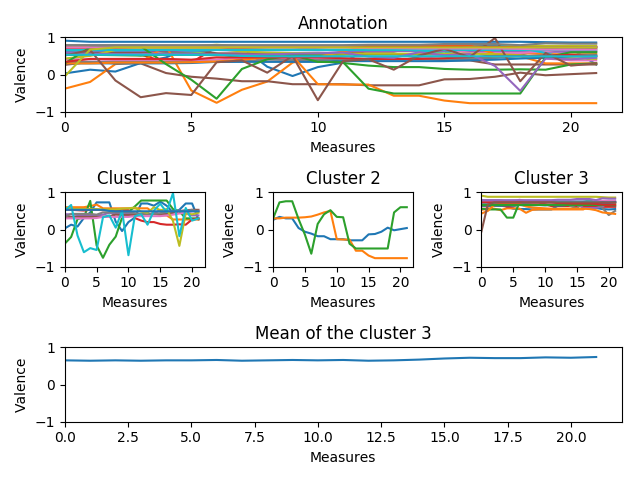 Annotation
Valence
1
0
−1
0
5
10
15
20
Measures
Cluster 1
Cluster 2
Cluster 3
Valence
1
0
−1
0 5 10 15 20
Measures
Valence
1
0
−1
0 5 10 15 20
Measures
Valence
1
0
−1
0 5 10 15 20
Measures
Mean of the cluster 3
Valence
1
0
−1
0.0 2.5 5.0 7.5 10.0 12.5 15.0 17.5 20.0
Measures